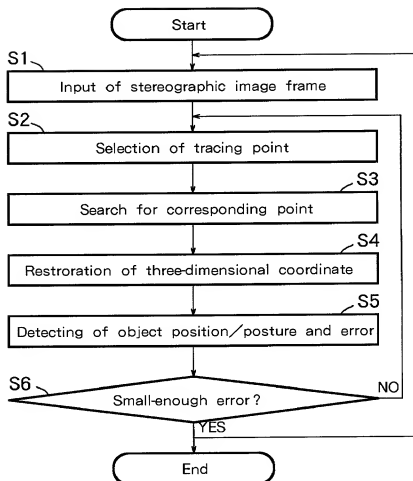 Start
S1
Input of stereographic image frame
S2
Selection of tracing point
S3
Search for corresponding point
S4
Restroration of three-dimensional coordinate
S5
Detecting of object position/posture and error
S6
Small-enough error?
NO
YES
End